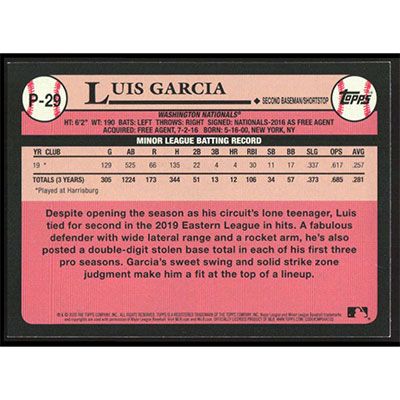 P-29
LUIS GARCIA
SECOND BASEMAN/SHORTSTOP
Topps
WASHINGTON NATIONALS®
HT: 6'2" WT: 190 BATS: LEFT THROWS: RIGHT SIGNED: NATIONALS-2016 AS FREE AGENT
ACQUIRED: FREE AGENT, 7-2-16 BORN: 5-16-00, NEW YORK, NY
MINOR LEAGUE BATTING RECORD
YR CLUB G AB R H 2B 3B HR RBI SB BB SLG OPS AVG
19 * 129 525 66 135 22 4 4 30 11 17 .337 .617 .257
TOTALS (3 YEARS) 305 1224 173 344 51 13 12 96 34 57 .373 .685 .281
*Played at Harrisburg
Despite opening the season as his circuit's lone teenager, Luis
tied for second in the 2019 Eastern League in hits. A fabulous
defender with wide lateral range and a rocket arm, he's also
posted a double-digit stolen base total in each of his first three
pro seasons. Garcia's sweet swing and solid strike zone
judgment make him a fit at the top of a lineup.